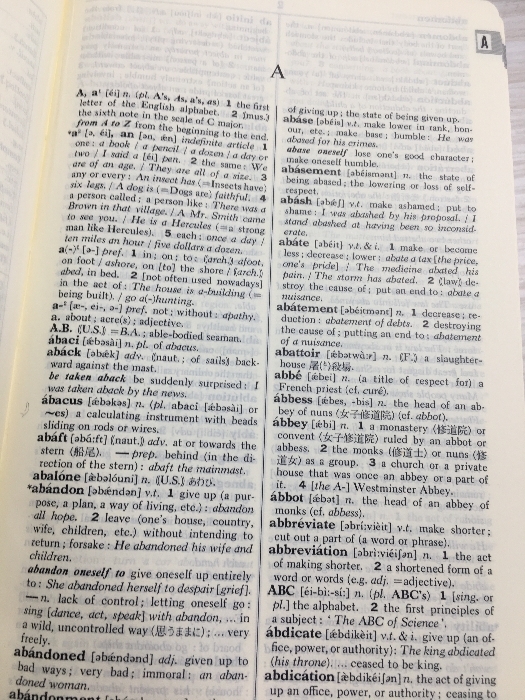 A
A
A, a¹ [éi] n. (pl. A's, As, a's, as) 1 the first
letter of the English alphabet. 2 〖mus.〗
the sixth note in the scale of C major.
from A to Z from the beginning to the end.
*a² [ə, éi], an [ən, æn] indefinite article 1
one: a book / a pencil / a dozen / a day or
two / I said a [éi] pen. 2 the same: We
are of an age. / They are all of a size. 3
any or every: An insect has (=Insects have)
six legs. / A dog is (=Dogs are) faithful. 4
a person called; a person like: There was a
Brown in that village. / A Mr. Smith came
to see you. / He is a Hercules (=a strong
man like Hercules). 5 each: once a day /
ten miles an hour / five dollars a dozen.
a(-)¹ [ə-] pref. 1 in; on; to: 〖arch.〗 afoot,
on foot / ashore, on [to] the shore / 〖arch.〗
abed, in bed. 2 [not often used nowadays]
in the act of: The house is a-building (=
being built). / go a(-)hunting.
a-² [æ-, ei-, ə-] pref. not; without: apathy.
a. about; acre(s); adjective.
A.B. 〖U.S.〗 =B.A.; able-bodied seaman.
ábaci [ǽbəsài] n. pl. of abacus.
abáck [əbǽk] adv. 〖naut.; of sails〗 back-
ward against the mast.
be taken aback be suddenly surprised: I
was taken aback by the news.
ábacus [ǽbəkəs] n. (pl. abaci [ǽbəsài] or
~es) a calculating instrument with beads
sliding on rods or wires.
abáft [əbɑ́:ft] 〖naut.〗 adv. at or towards the
stern 〈船尾〉. — prep. behind (in the di-
rection of the stern): abaft the mainmast.
abalóne [æ̀bəlóuni] n. 〖U.S.〗 あわび.
*abándon [əbǽndən] v.t. 1 give up (a pur-
pose, a plan, a way of living, etc.): abandon
all hope. 2 leave (one's house, country,
wife, children, etc.) without intending to
return; forsake: He abandoned his wife and
children.
abandon oneself to give oneself up entirely
to: She abandoned herself to despair [grief].
— n. lack of control; letting oneself go:
sing [dance, act, speak] with abandon, ... in
a wild, uncontrolled way 〈思うままに〉; ... very
freely.
abándoned [əbǽndənd] adj. given up to
bad ways; very bad; immoral: an aban-
doned woman.
of giving up; the state of being given up.
abáse [əbéis] v.t. make lower in rank, hon-
our, etc.; make base; humble: He was
abased for his crimes.
abase oneself lose one's good character;
make oneself humble.
abásement [əbéismənt] n. the state of
being abased; the lowering or loss of self-
respect.
abásh [əbǽʃ] v.t. make ashamed; put to
shame: I was abashed by his proposal. / I
stand abashed at having been so inconsid-
erate.
abáte [əbéit] v.t. & i. 1 make or become
less; decrease; lower: abate a tax [the price,
one's pride] / The medicine abated his
pain. / The storm has abated. 2 〖law〗 de-
stroy the cause of; put an end to: abate a
nuisance.
abátement [əbéitmənt] n. 1 decrease; re-
duction: abatement of debts. 2 destroying
the cause of; putting an end to: abatement
of a nuisance.
abattoir [ǽbətwɑ̀:r] n. 〖F.〗 a slaughter-
house 屠(と)殺場.
abbé [ǽbei] n. (a title of respect for) a
French priest (cf. curé).
ábbess [ǽbes, -bis] n. the head of an ab-
bey of nuns 〈女子修道院〉 (cf. abbot).
ábbey [ǽbi] n. 1 a monastery 〈修道院〉 or
convent 〈女子修道院〉 ruled by an abbot or
abbess. 2 the monks 〈修道士〉 or nuns 〈修
道女〉 as a group. 3 a church or a private
house that was once an abbey or a part of
it. 4 [the A-] Westminster Abbey.
ábbot [ǽbət] n. the head of an abbey of
monks (cf. abbess).
abbréviate [əbrí:vièit] v.t. make shorter;
cut out a part of (a word or phrase).
abbreviátion [əbrì:viéiʃən] n. 1 the act
of making shorter. 2 a shortened form of a
word or words (e.g. adj. =adjective).
ABC [éi-bì:-sí:] n. (pl. ABC's) 1 [sing. or
pl.] the alphabet. 2 the first principles of
a subject: 'The ABC of Science'.
ábdicate [ǽbdikèit] v.t. & i. give up (an of-
fice, power, or authority): The king abdicated
(his throne). ... ceased to be king.
abdicátion [æ̀bdikéiʃən] n. the act of giving
up an office, power, or authority; ceasing to